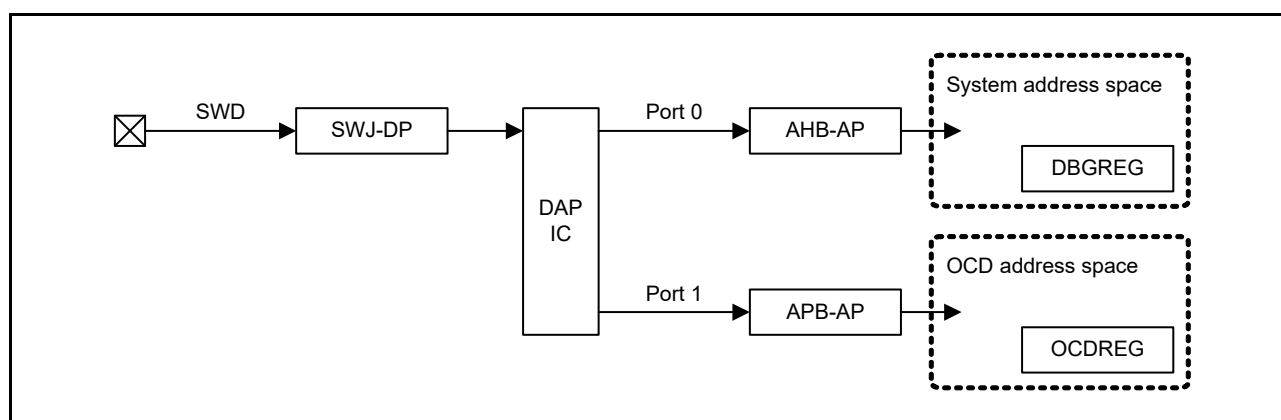 System address space
SWD
SWJ-DP
Port 0
AHB-AP
DBGREG
DAP
IC
OCD address space
Port 1
APB-AP
OCDREG